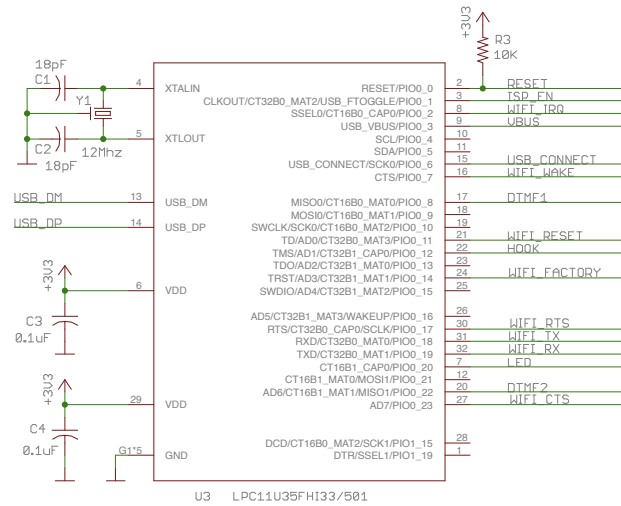 +3V3
R3
10K
18pF
C1
Y1
12Mhz
C2
18pF
4 XTALIN
5 XTLOUT
USB_DM 13 USB_DM
USB_DP 14 USB_DP
+3V3
6 VDD
C3
0.1uF
+3V3
29 VDD
C4
0.1uF
G1*5 GND
RESET/PIO0_0 2 RESET
CLKOUT/CT32B0_MAT2/USB_FTOGGLE/PIO0_1 3 ISP_EN
SSEL0/CT16B0_CAP0/PIO0_2 8 WIFI_IRQ
USB_VBUS/PIO0_3 9 VBUS
SCL/PIO0_4 10
SDA/PIO0_5 11
USB_CONNECT/SCK0/PIO0_6 15 USB_CONNECT
CTS/PIO0_7 16 WIFI_WAKE
MISO0/CT16B0_MAT0/PIO0_8 17 DTMF1
MOSI0/CT16B0_MAT1/PIO0_9 18
SWCLK/SCK0/CT16B0_MAT2/PIO0_10 19
TD/AD0/CT32B0_MAT3/PIO0_11 21 WIFI_RESET
TMS/AD1/CT32B1_CAP0/PIO0_12 22 HOOK
TDO/AD2/CT32B1_MAT0/PIO0_13 23
TRST/AD3/CT32B1_MAT1/PIO0_14 24 WIFI_FACTORY
SWDIO/AD4/CT32B1_MAT2/PIO0_15 25
AD5/CT32B1_MAT3/WAKEUP/PIO0_16 26
RTS/CT32B0_CAP0/SCLK/PIO0_17 30 WIFI_RTS
RXD/CT32B0_MAT0/PIO0_18 31 WIFI_TX
TXD/CT32B0_MAT1/PIO0_19 32 WIFI_RX
CT16B1_CAP0/PIO0_20 7 LED
CT16B1_MAT0/MOSI1/PIO0_21 12
AD6/CT16B1_MAT1/MISO1/PIO0_22 20 DTMF2
AD7/PIO0_23 27 WIFI_CTS
DCD/CT16B0_MAT2/SCK1/PIO1_15 28
DTR/SSEL1/PIO1_19 1
U3 LPC11U35FHI33/501